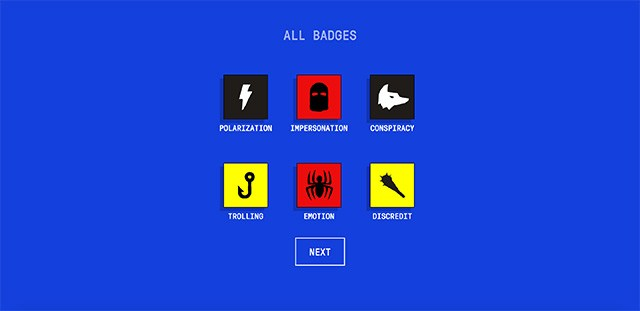 ALL BADGES
POLARIZATION IMPERSONATION CONSPIRACY
TROLLING EMOTION DISCREDIT
NEXT